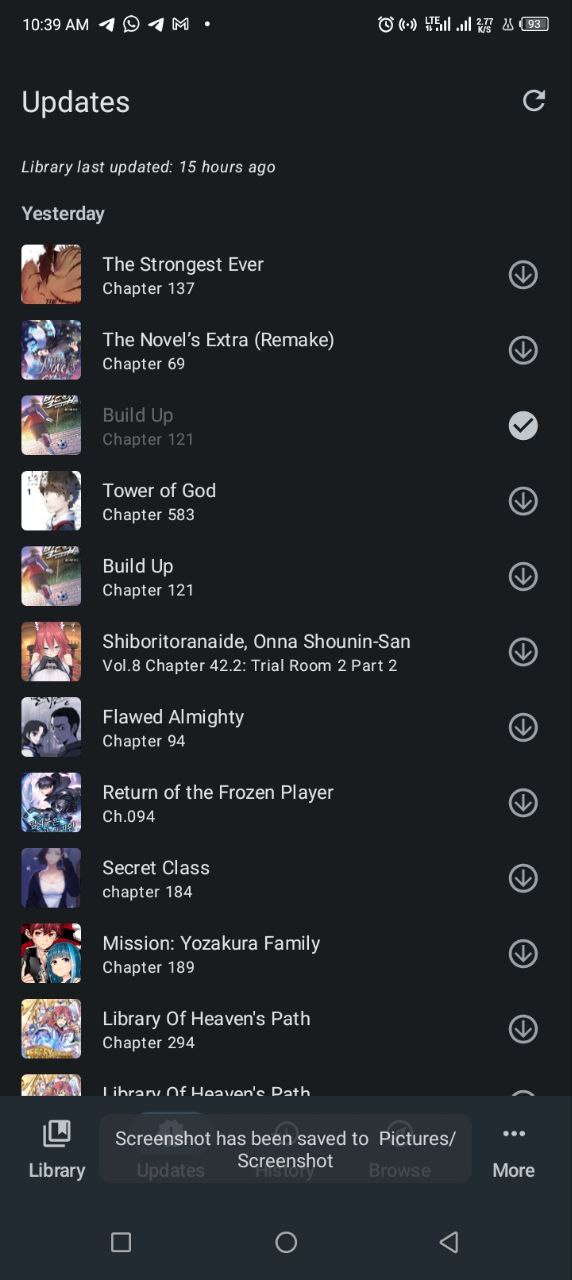 10:39 AM
LTE
2.77
K/S
93
Updates
Library last updated: 15 hours ago
Yesterday
The Strongest Ever
Chapter 137
The Novel’s Extra (Remake)
Chapter 69
Build Up
Chapter 121
Tower of God
Chapter 583
Build Up
Chapter 121
Shiboritoranaide, Onna Shounin-San
Vol.8 Chapter 42.2: Trial Room 2 Part 2
Flawed Almighty
Chapter 94
Return of the Frozen Player
Ch.094
Secret Class
chapter 184
Mission: Yozakura Family
Chapter 189
Library Of Heaven's Path
Chapter 294
Library Of Heaven's Path
Screenshot has been saved to Pictures/
Screenshot
Library
Updates
History
Browse
More